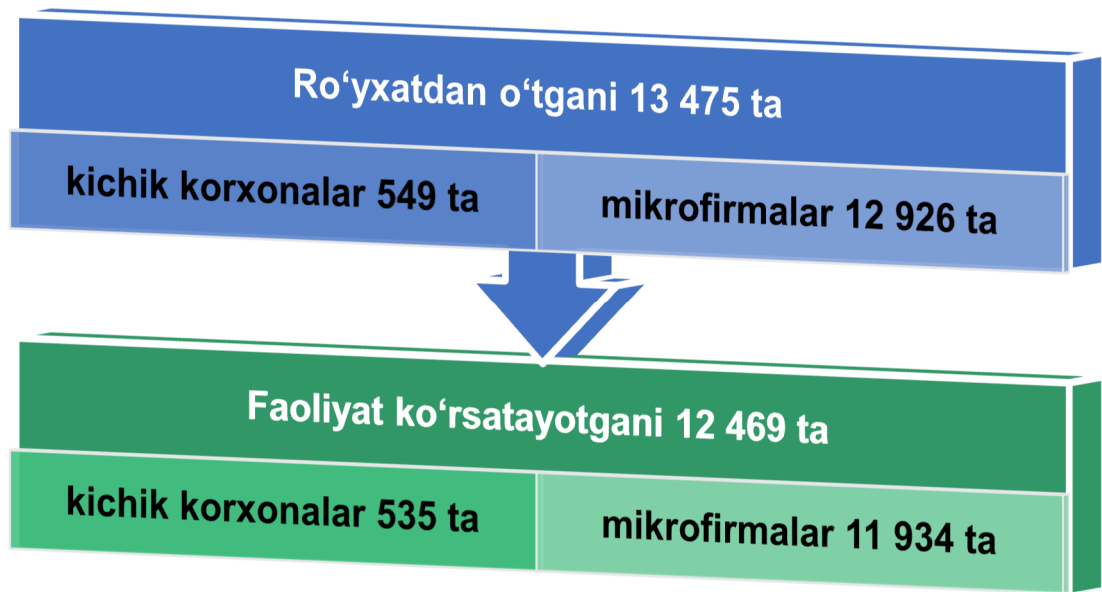 Ro‘yxatdan o‘tgani 13 475 ta
kichik korxonalar 549 ta
mikrofirmalar 12 926 ta
Faoliyat ko‘rsatayotgani 12 469 ta
kichik korxonalar 535 ta
mikrofirmalar 11 934 ta